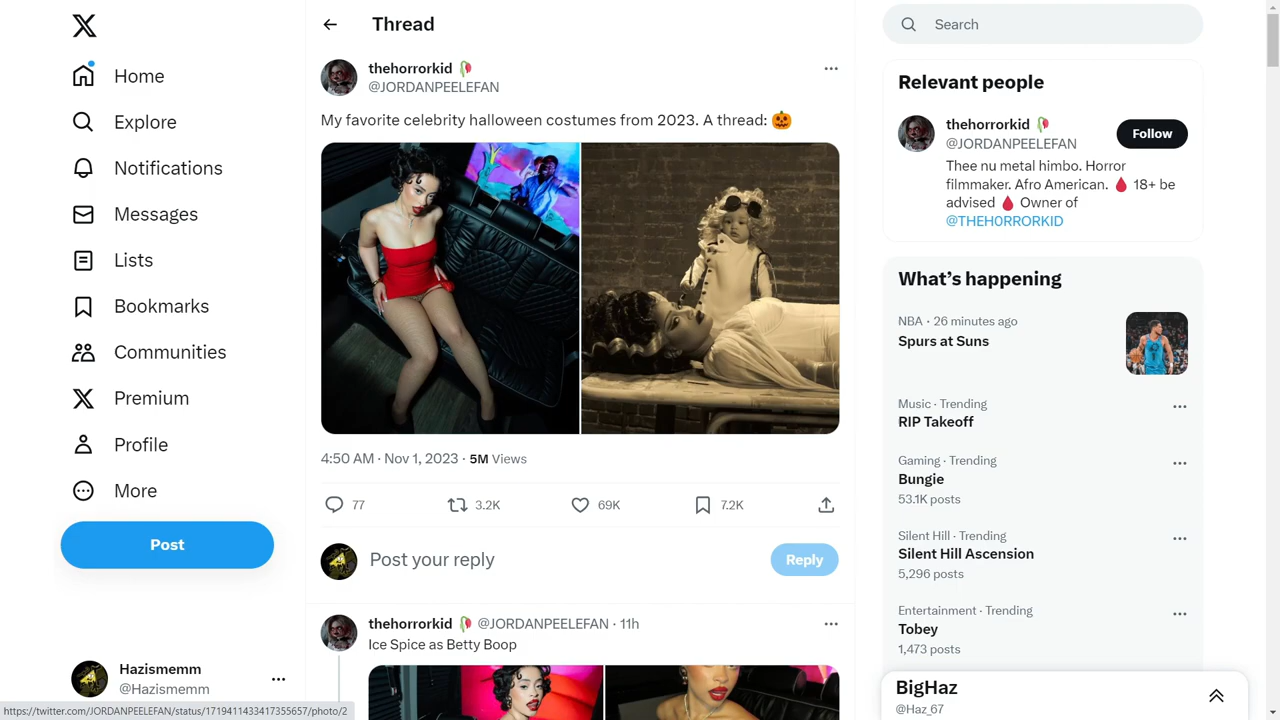 Home
Explore
Notifications
Messages
Lists
Bookmarks
Communities
Premium
Profile
More
Post
Hazismemm
@Hazismemm
https://twitter.com/JORDANPEELEFAN/status/1719411433417355657/photo/2
Thread
thehorrorkid 🥀
@JORDANPEELEFAN
My favorite celebrity halloween costumes from 2023. A thread: 🎃
4:50 AM · Nov 1, 2023 · 5M Views
77 3.2K 69K 7.2K
Post your reply
Reply
thehorrorkid 🥀 @JORDANPEELEFAN · 11h
Ice Spice as Betty Boop
Search
Relevant people
thehorrorkid 🥀
@JORDANPEELEFAN
Follow
Thee nu metal himbo. Horror
filmmaker. Afro American. 🩸 18+ be
advised 🩸 Owner of
@THEH0RRORKID
What’s happening
NBA · 26 minutes ago
Spurs at Suns
Music · Trending
RIP Takeoff
Gaming · Trending
Bungie
53.1K posts
Silent Hill · Trending
Silent Hill Ascension
5,296 posts
Entertainment · Trending
Tobey
1,473 posts
BigHaz
@Haz_67